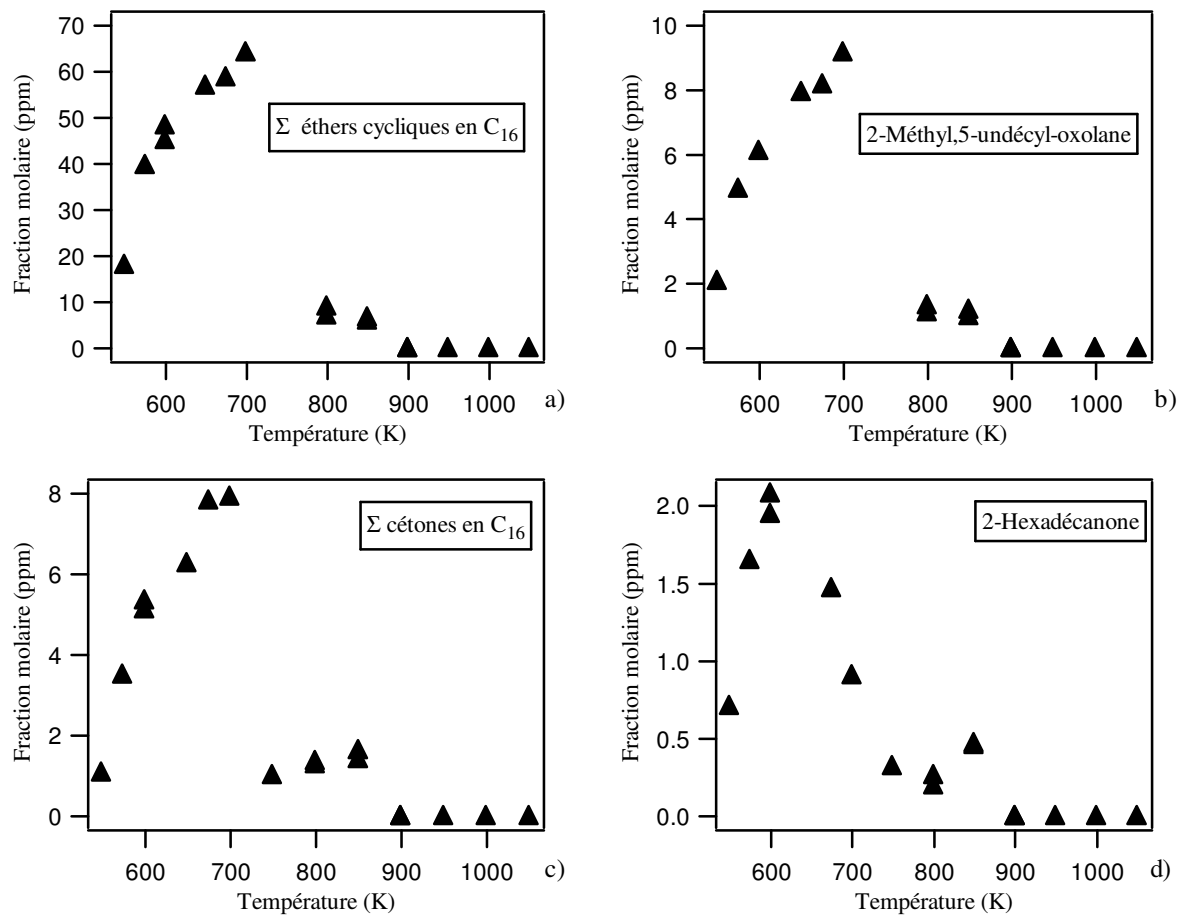 70
60
50
40
30
20
10
0
Fraction molaire (ppm)
Σ éthers cycliques en C16
600 700 800 900 1000
Température (K)
a)
10
8
6
4
2
0
Fraction molaire (ppm)
2-Méthyl,5-undécyl-oxolane
600 700 800 900 1000
Température (K)
b)
8
6
4
2
0
Fraction molaire (ppm)
Σ cétones en C16
600 700 800 900 1000
Température (K)
c)
2.0
1.5
1.0
0.5
0.0
Fraction molaire (ppm)
2-Hexadécanone
600 700 800 900 1000
Température (K)
d)